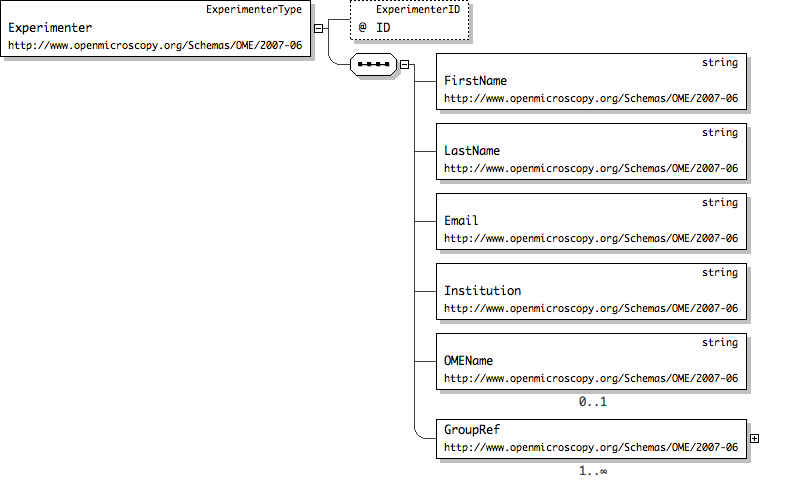 ExperimenterType
Experimenter
http://www.openmicroscopy.org/Schemas/OME/2007-06
ExperimenterID
@ ID
string
FirstName
http://www.openmicroscopy.org/Schemas/OME/2007-06
string
LastName
http://www.openmicroscopy.org/Schemas/OME/2007-06
string
Email
http://www.openmicroscopy.org/Schemas/OME/2007-06
string
Institution
http://www.openmicroscopy.org/Schemas/OME/2007-06
string
OMEName
http://www.openmicroscopy.org/Schemas/OME/2007-06
0..1
GroupRef
http://www.openmicroscopy.org/Schemas/OME/2007-06
1..∞